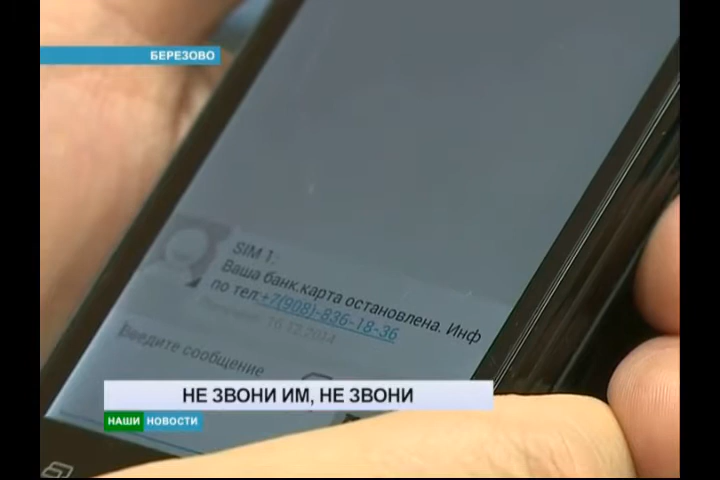 БЕРЕЗОВО
SIM 1:
Ваша банк.карта остановлена. Инф
по тел:+7(908)-836-18-36
16.12.2014
Введите сообщение
НЕ ЗВОНИ ИМ, НЕ ЗВОНИ
НАШИ НОВОСТИ